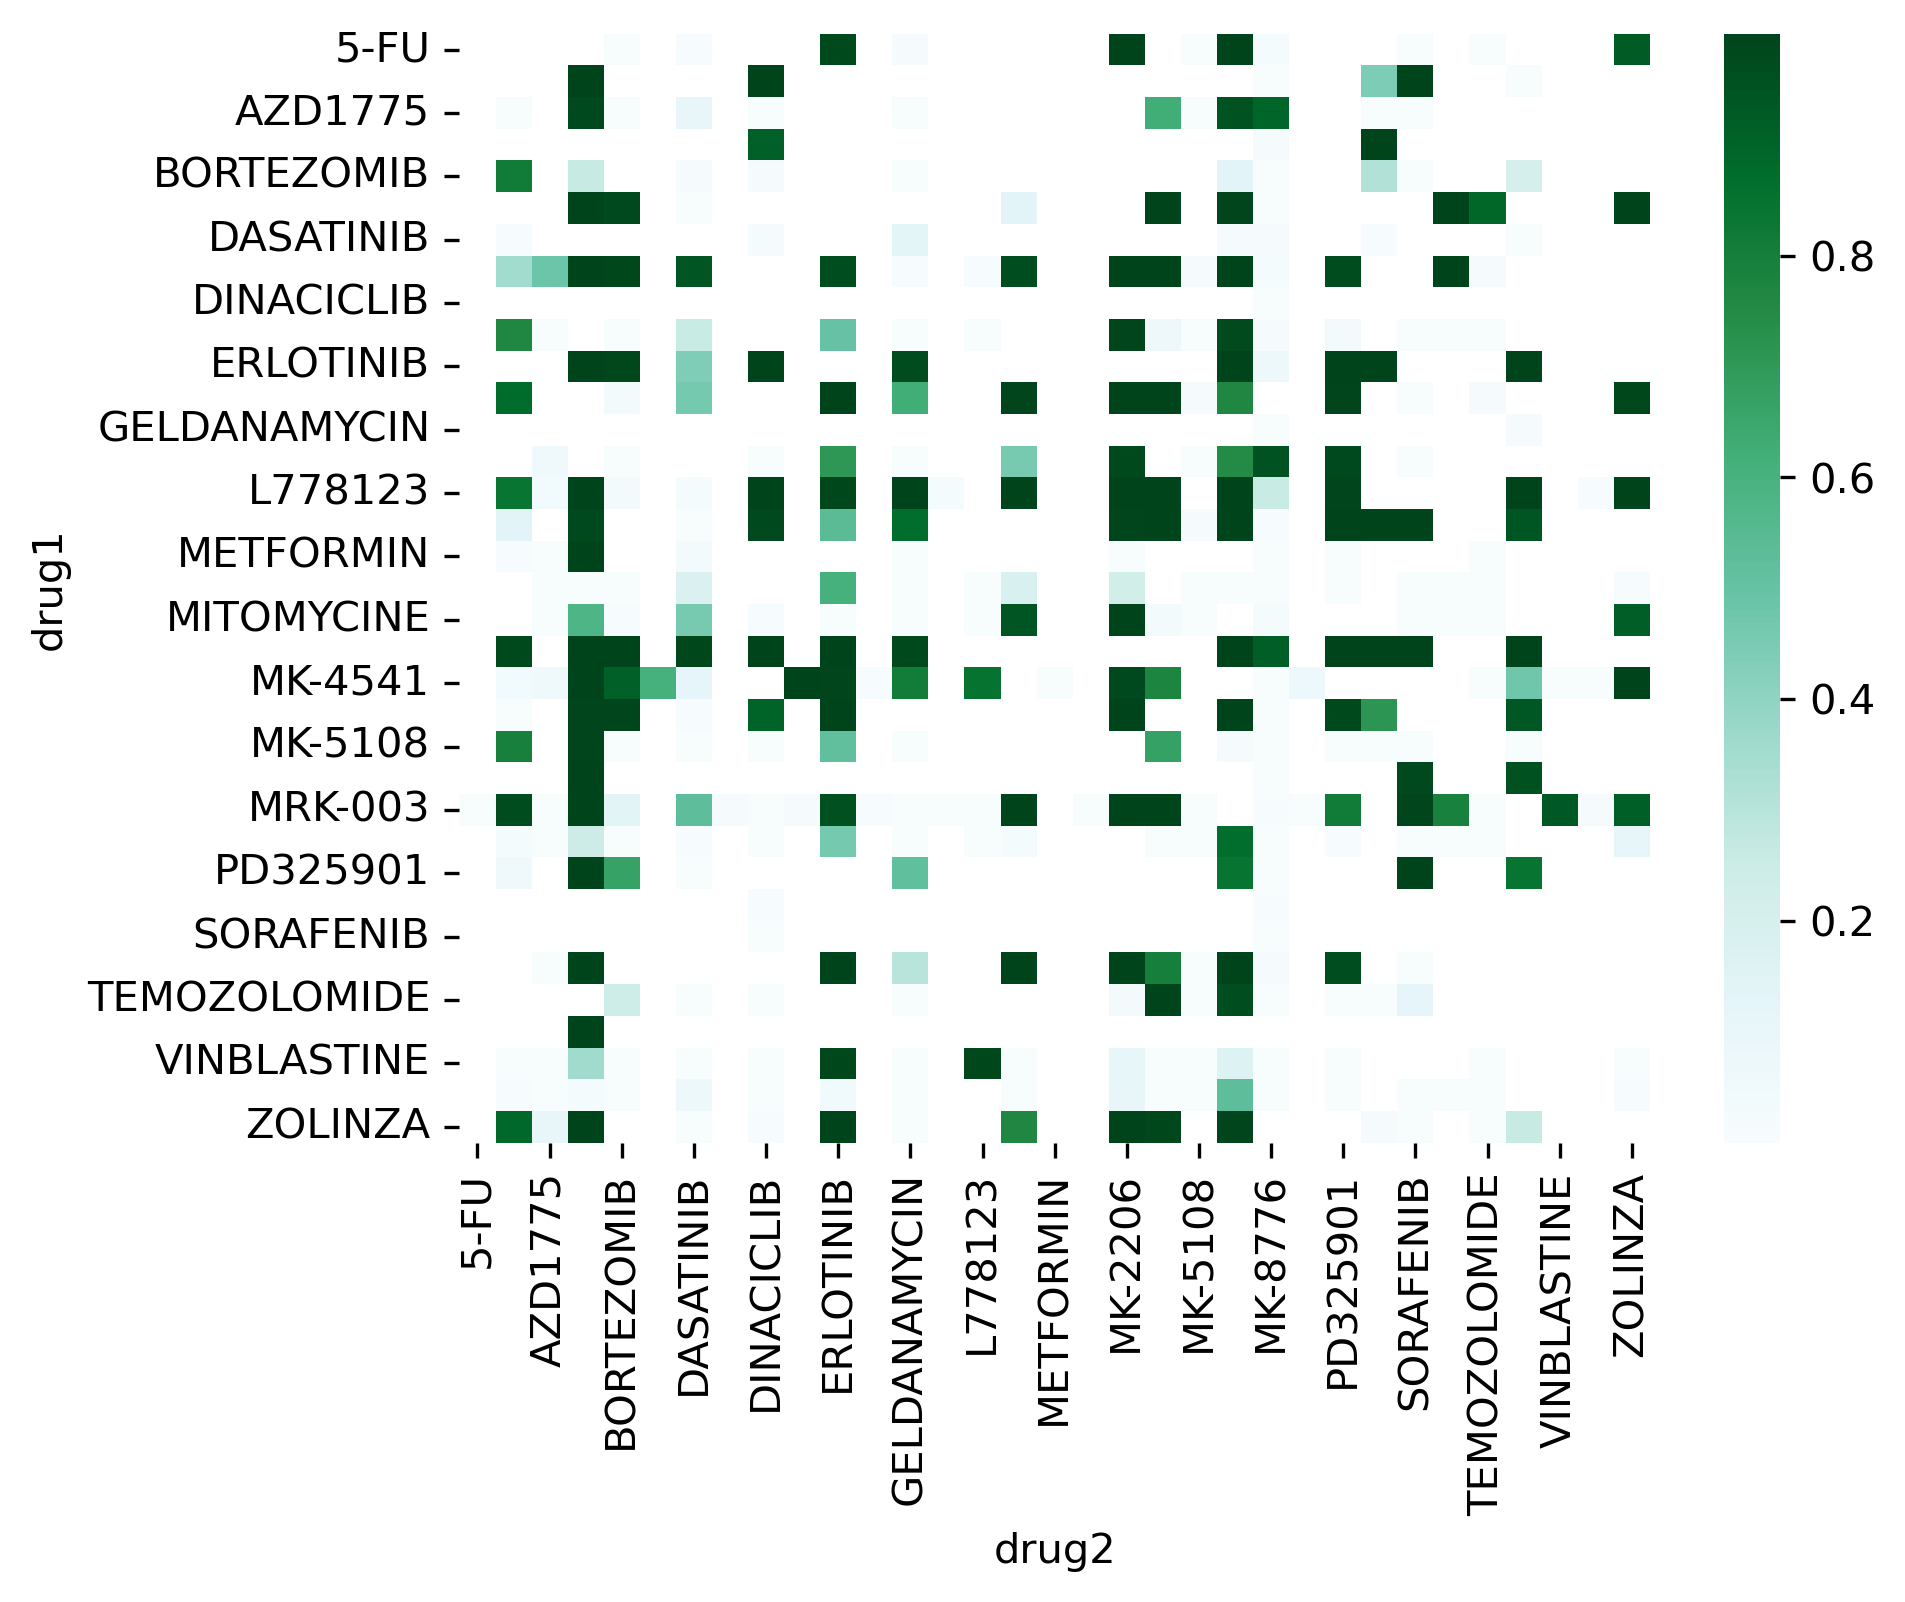 drug1
5-FU
AZD1775
BORTEZOMIB
DASATINIB
DINACICLIB
ERLOTINIB
GELDANAMYCIN
L778123
METFORMIN
MITOMYCINE
MK-4541
MK-5108
MRK-003
PD325901
SORAFENIB
TEMOZOLOMIDE
VINBLASTINE
ZOLINZA
5-FU
AZD1775
BORTEZOMIB
DASATINIB
DINACICLIB
ERLOTINIB
GELDANAMYCIN
L778123
METFORMIN
MK-2206
MK-5108
MK-8776
PD325901
SORAFENIB
TEMOZOLOMIDE
VINBLASTINE
ZOLINZA
drug2
0.8
0.6
0.4
0.2